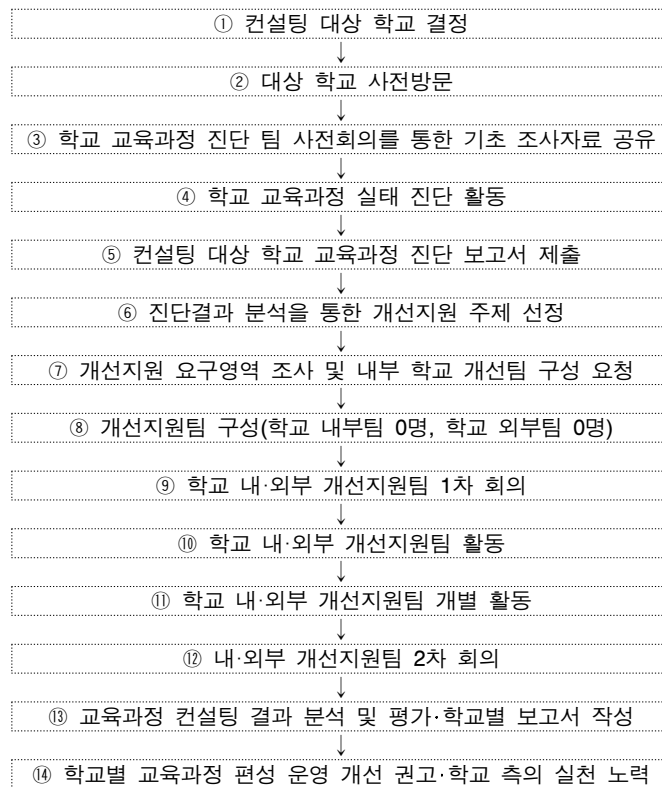 ① 컨설팅 대상 학교 결정
↓
② 대상 학교 사전방문
↓
③ 학교 교육과정 진단 팀 사전회의를 통한 기초 조사자료 공유
↓
④ 학교 교육과정 실태 진단 활동
↓
⑤ 컨설팅 대상 학교 교육과정 진단 보고서 제출
↓
⑥ 진단결과 분석을 통한 개선지원 주제 선정
↓
⑦ 개선지원 요구영역 조사 및 내부 학교 개선팀 구성 요청
↓
⑧ 개선지원팀 구성(학교 내부팀 0명, 학교 외부팀 0명)
↓
⑨ 학교 내·외부 개선지원팀 1차 회의
↓
⑩ 학교 내·외부 개선지원팀 활동
↓
⑪ 학교 내·외부 개선지원팀 개별 활동
↓
⑫ 내·외부 개선지원팀 2차 회의
↓
⑬ 교육과정 컨설팅 결과 분석 및 평가·학교별 보고서 작성
↓
⑭ 학교별 교육과정 편성 운영 개선 권고·학교 측의 실천 노력